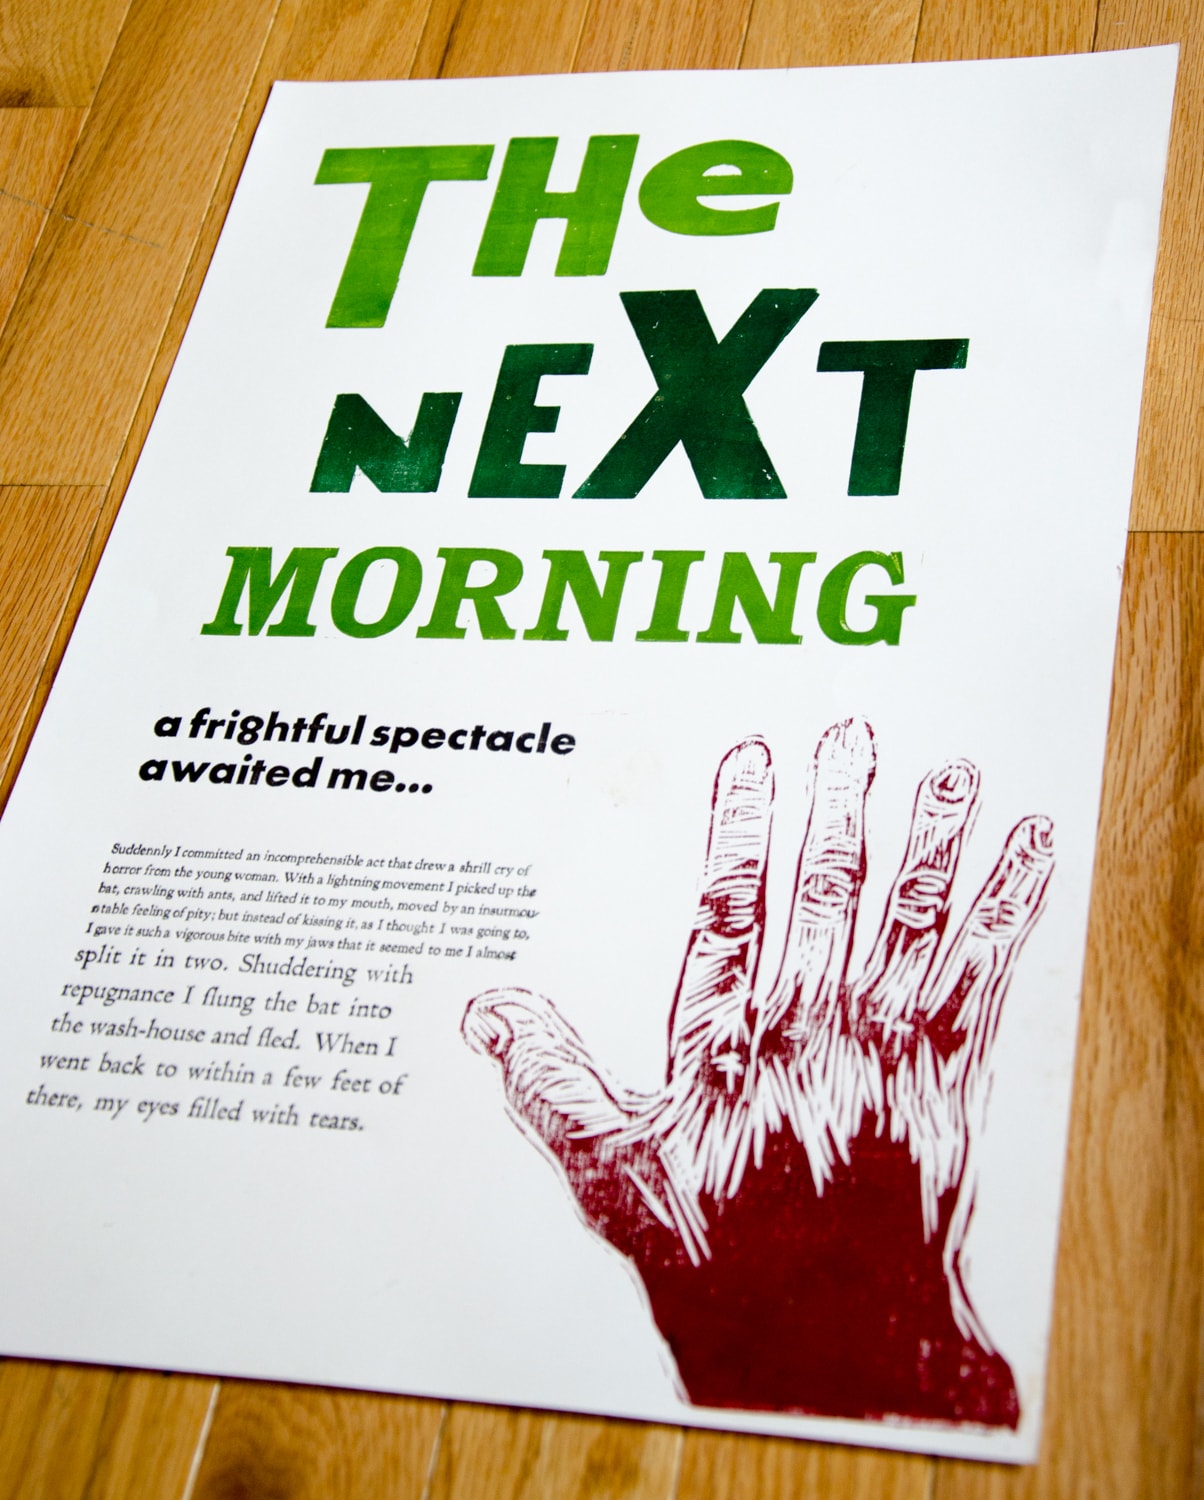 THe
NEXT
MORNING
a frightful spectacle
awaited me...
Suddennly I committed an incomprehensible act that drew a shrill cry of
horror from the young woman. With a lightning movement I picked up the
bat, crawling with ants, and lifted it to my mouth, moved by an insurmou-
ntable feeling of pity; but instead of kissing it, as I thought I was going to,
I gave it such a vigorous bite with my jaws that it seemed to me I almost
split it in two. Shuddering with
repugnance I flung the bat into
the wash-house and fled. When I
went back to within a few feet of
there, my eyes filled with tears.